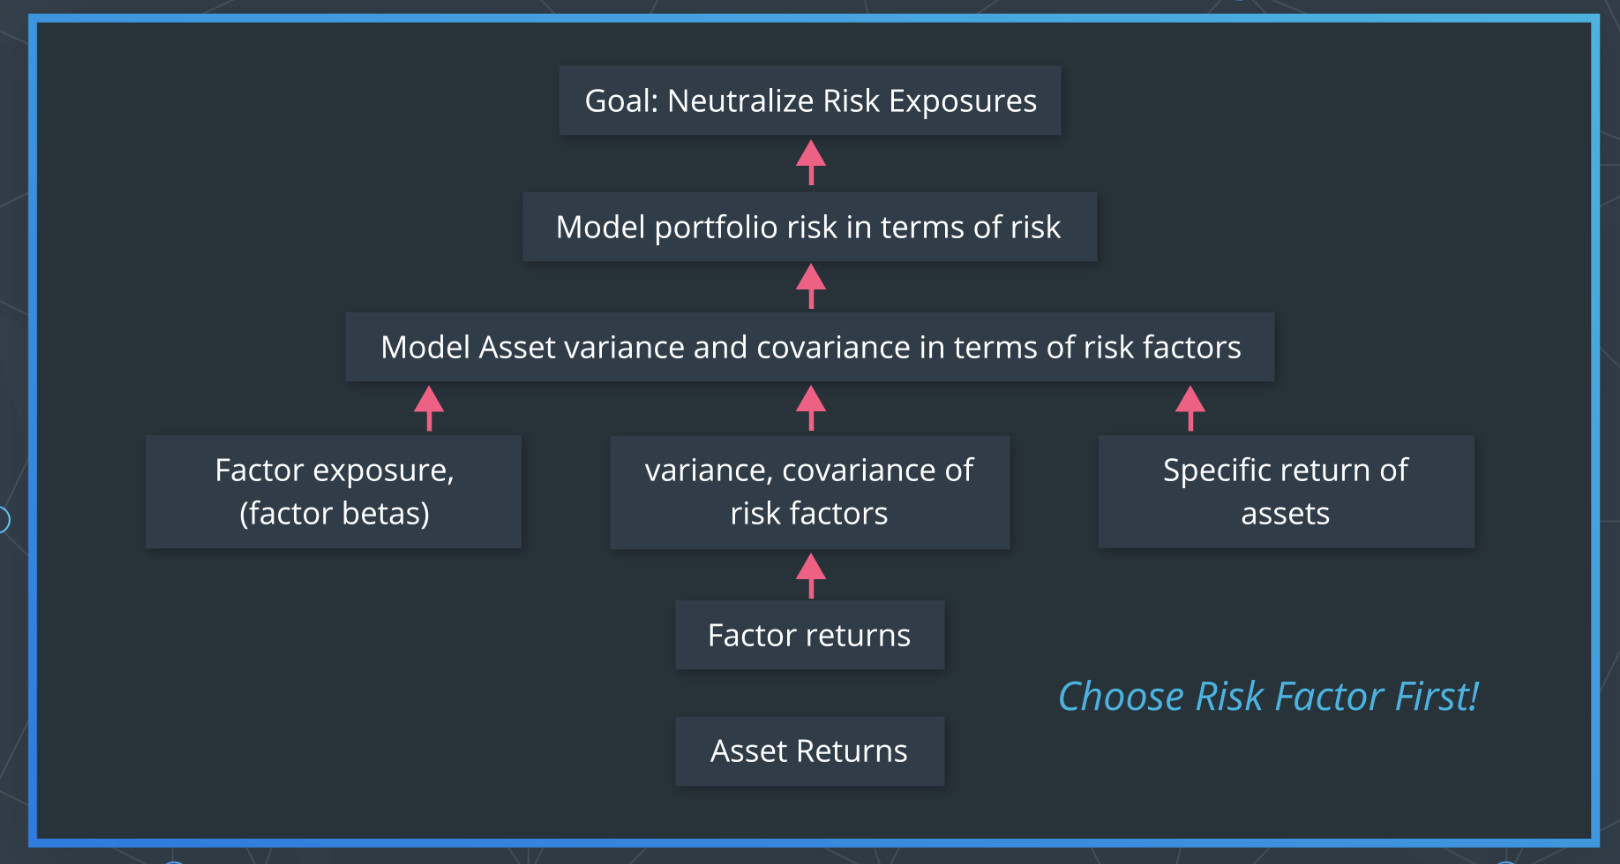 Goal: Neutralize Risk Exposures
Model portfolio risk in terms of risk
Model Asset variance and covariance in terms of risk factors
Factor exposure,
(factor betas)
variance, covariance of
risk factors
Specific return of
assets
Factor returns
Choose Risk Factor First!
Asset Returns